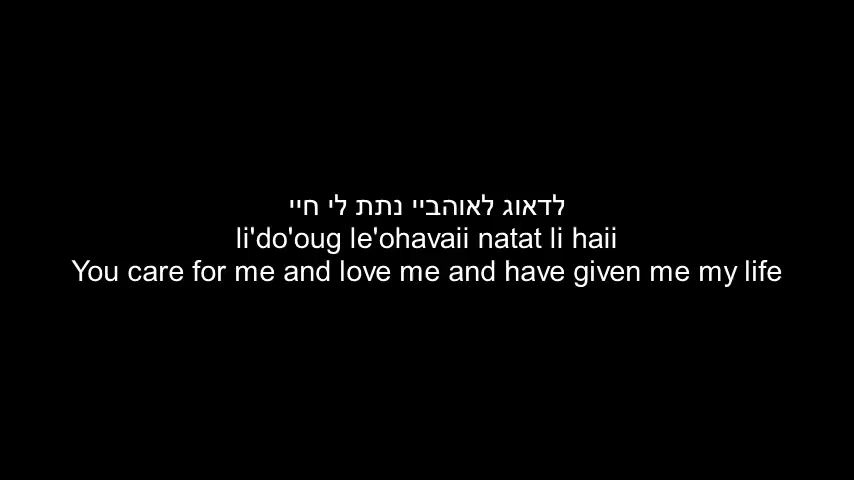 לדאוג לאוהביי נתת לי חיי
li'do'oug le'ohavaii natat li haii
You care for me and love me and have given me my life